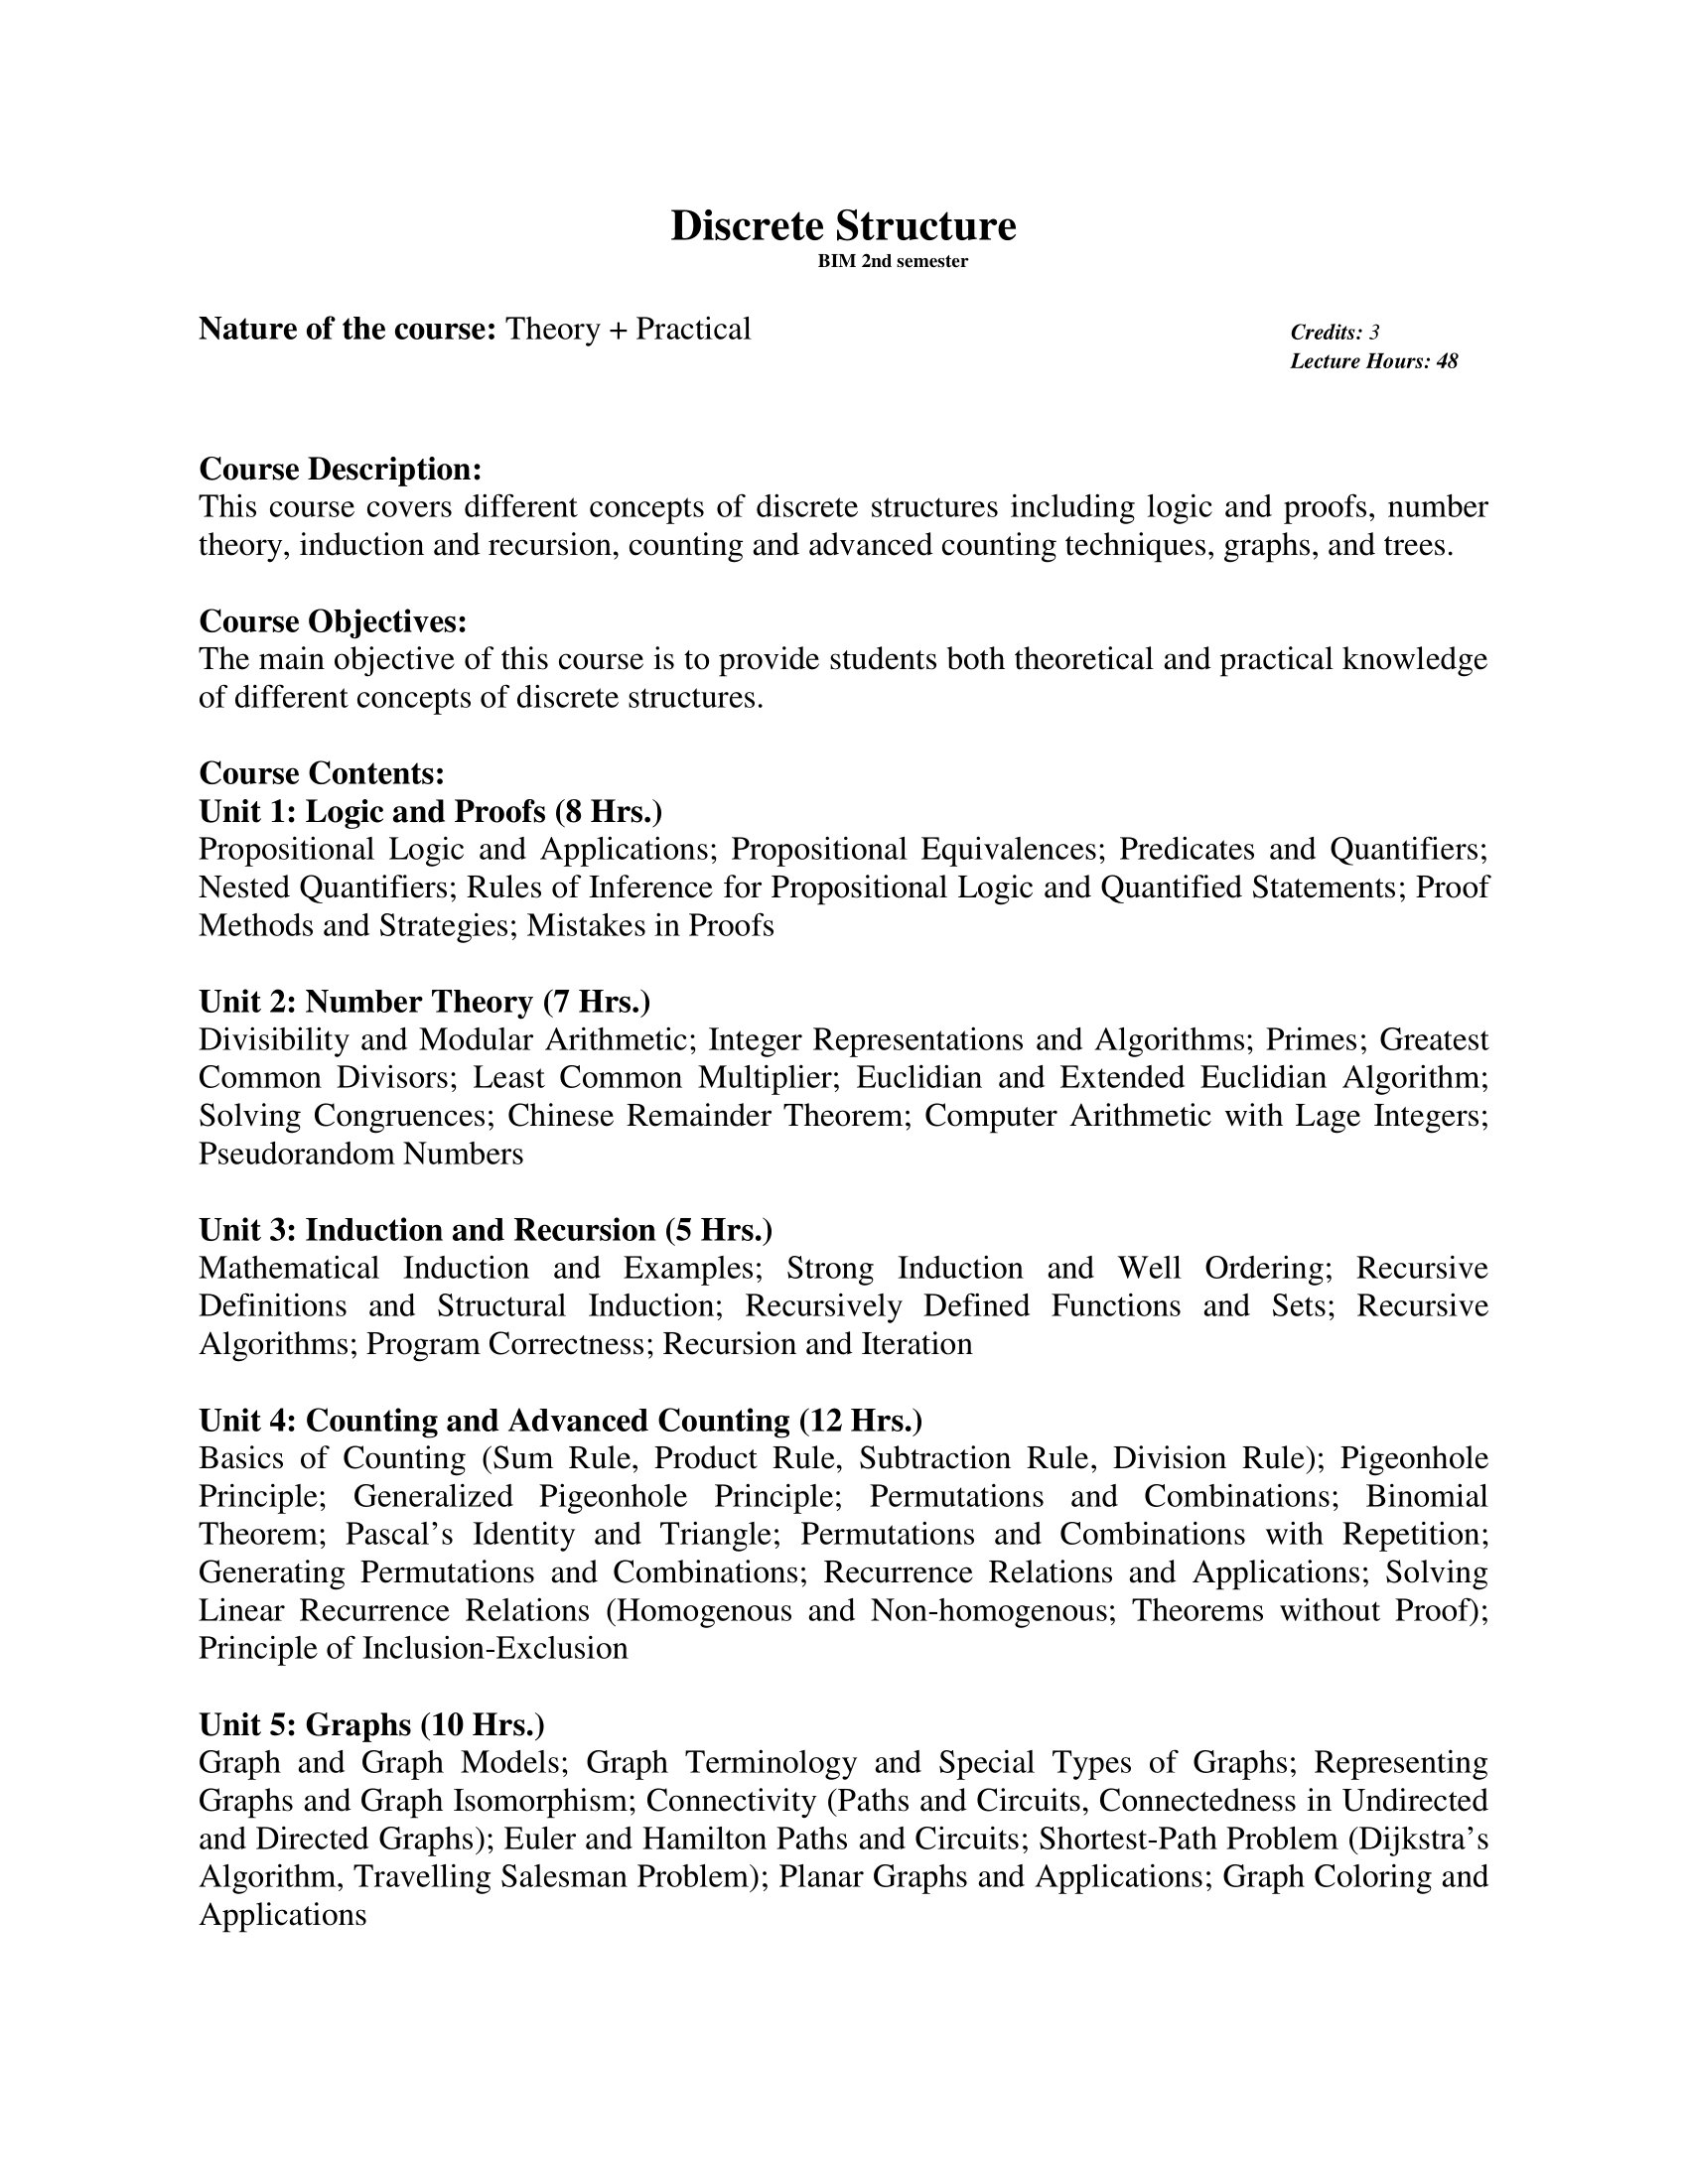 Discrete Structure
BIM 2nd semester
Nature of the course: Theory + Practical
Credits: 3
Lecture Hours: 48
Course Description:
This course covers different concepts of discrete structures including logic and proofs, number
theory, induction and recursion, counting and advanced counting techniques, graphs, and trees.
Course Objectives:
The main objective of this course is to provide students both theoretical and practical knowledge
of different concepts of discrete structures.
Course Contents:
Unit 1: Logic and Proofs (8 Hrs.)
Propositional Logic and Applications; Propositional Equivalences; Predicates and Quantifiers;
Nested Quantifiers; Rules of Inference for Propositional Logic and Quantified Statements; Proof
Methods and Strategies; Mistakes in Proofs
Unit 2: Number Theory (7 Hrs.)
Divisibility and Modular Arithmetic; Integer Representations and Algorithms; Primes; Greatest
Common Divisors; Least Common Multiplier; Euclidian and Extended Euclidian Algorithm;
Solving Congruences; Chinese Remainder Theorem; Computer Arithmetic with Lage Integers;
Pseudorandom Numbers
Unit 3: Induction and Recursion (5 Hrs.)
Mathematical Induction and Examples; Strong Induction and Well Ordering; Recursive
Definitions and Structural Induction; Recursively Defined Functions and Sets; Recursive
Algorithms; Program Correctness; Recursion and Iteration
Unit 4: Counting and Advanced Counting (12 Hrs.)
Basics of Counting (Sum Rule, Product Rule, Subtraction Rule, Division Rule); Pigeonhole
Principle; Generalized Pigeonhole Principle; Permutations and Combinations; Binomial
Theorem; Pascal’s Identity and Triangle; Permutations and Combinations with Repetition;
Generating Permutations and Combinations; Recurrence Relations and Applications; Solving
Linear Recurrence Relations (Homogenous and Non-homogenous; Theorems without Proof);
Principle of Inclusion-Exclusion
Unit 5: Graphs (10 Hrs.)
Graph and Graph Models; Graph Terminology and Special Types of Graphs; Representing
Graphs and Graph Isomorphism; Connectivity (Paths and Circuits, Connectedness in Undirected
and Directed Graphs); Euler and Hamilton Paths and Circuits; Shortest-Path Problem (Dijkstra’s
Algorithm, Travelling Salesman Problem); Planar Graphs and Applications; Graph Coloring and
Applications